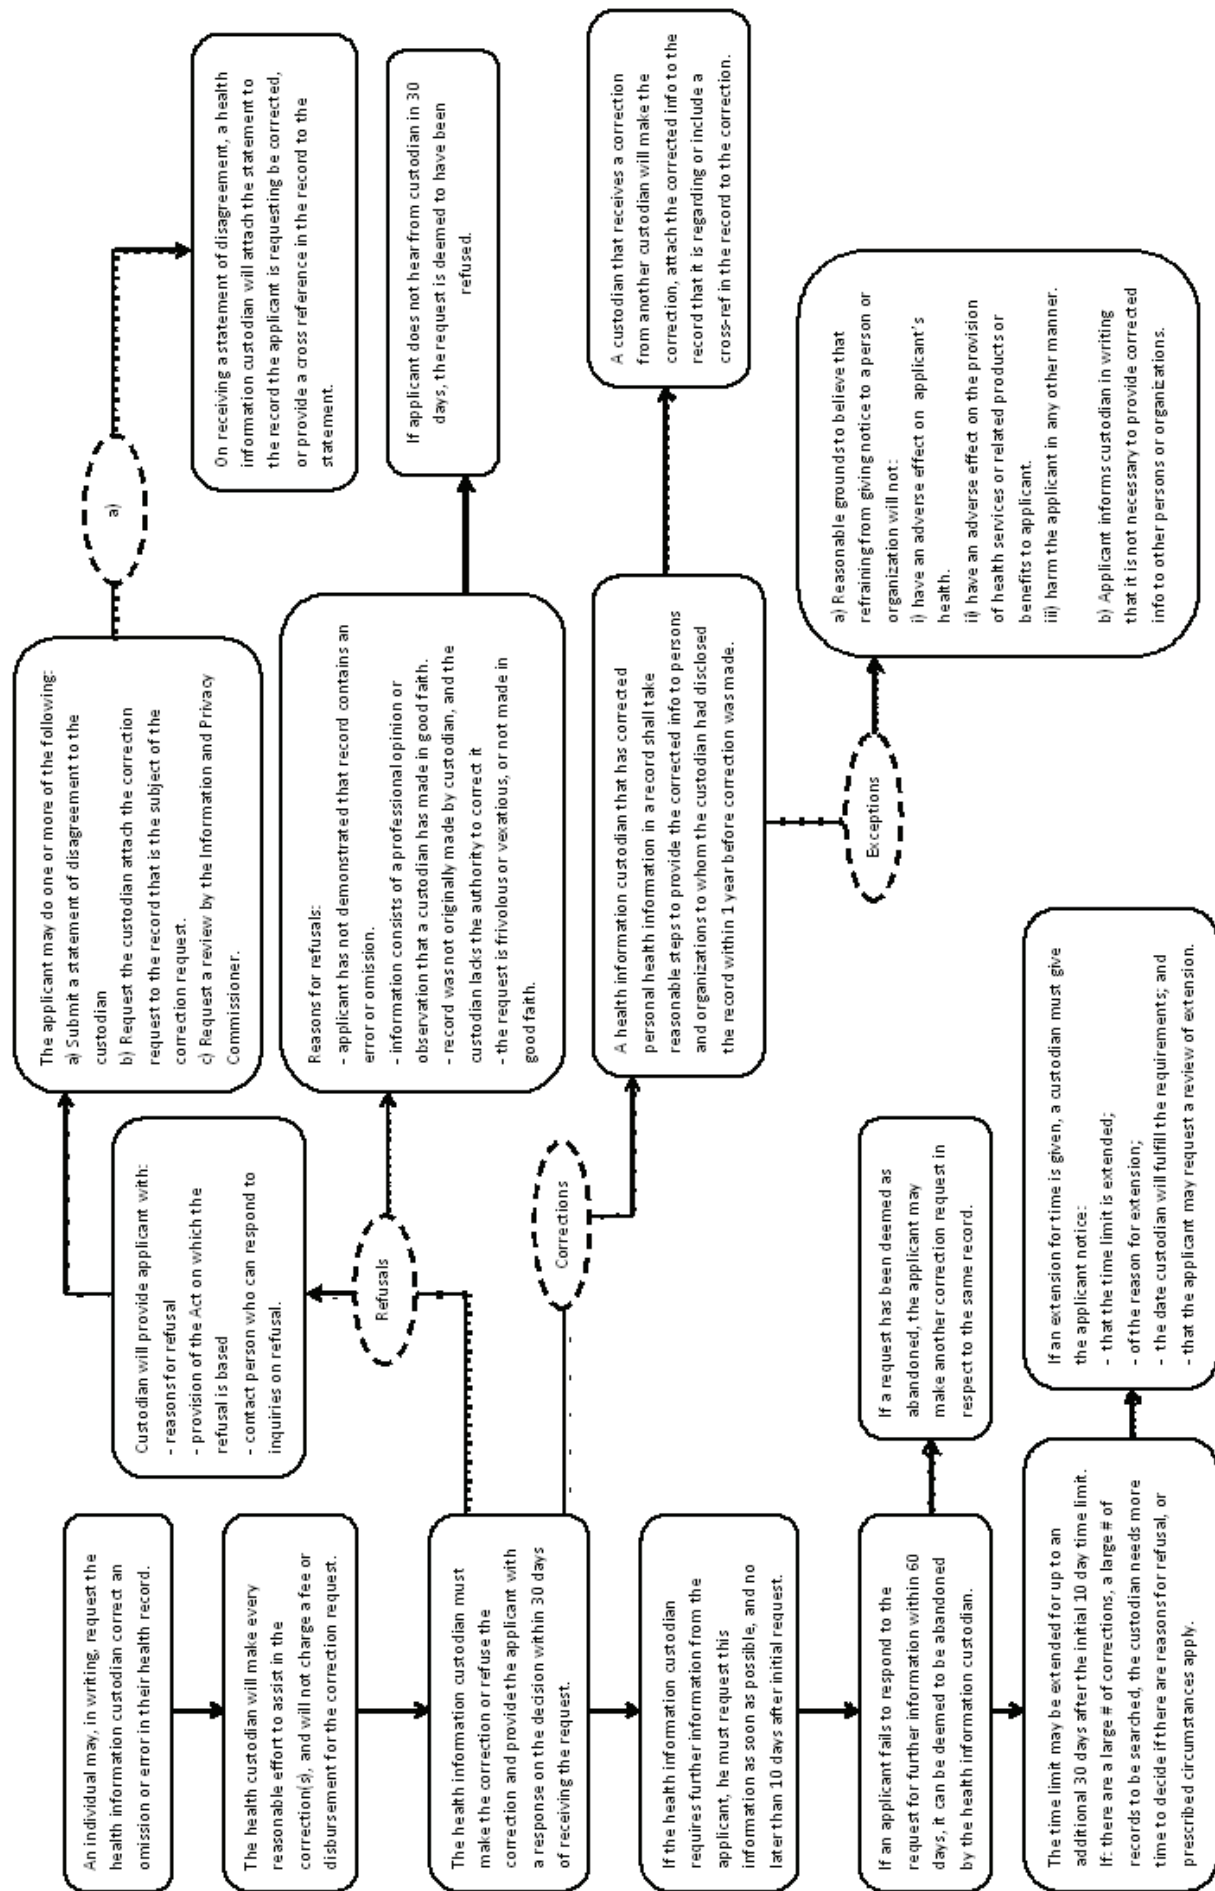 An individual may, in writing, request the
health information custodian correct an
omission or error in their health record.
The health custodian will make every
reasonable effort to assist in the
correction(s), and will not charge a fee or
disbursement for the correction request.
The health information custodian must
make the correction or refuse the
correction and provide the applicant with
a response on the decision within 30 days
of receiving the request.
If the health information custodian
requires further information from the
applicant, he must request this
information as soon as possible, and no
later than 10 days after initial request.
If an applicant fails to respond to the
request for further information within 60
days, it can be deemed to be abandoned
by the health information custodian.
The time limit may be extended for up to an
additional 30 days after the initial 10 day time limit.
If: there are a large # of corrections, a large # of
records to be searched, the custodian needs more
time to decide if there are reasons for refusal, or
prescribed circumstances apply.
Custodian will provide applicant with:
- reasons for refusal
- provision of the Act on which the
refusal is based
- contact person who can respond to
inquiries on refusal.
Refusals
Corrections
If a request has been deemed as
abandoned, the applicant may
make another correction request in
respect to the same record.
If an extension for time is given, a custodian must give
the applicant notice:
- that the time limit is extended;
- of the reason for extension;
- the date custodian will fulfill the requirements; and
- that the applicant may request a review of extension.
The applicant may do one or more of the following:
a) Submit a statement of disagreement to the
custodian
b) Request the custodian attach the correction
request to the record that is the subject of the
correction request.
c) Request a review by the Information and Privacy
Commissioner.
Reasons for refusals:
- applicant has not demonstrated that record contains an
error or omission.
- information consists of a professional opinion or
observation that a custodian has made in good faith.
- record was not originally made by custodian, and the
custodian lacks the authority to correct it
- the request is frivolous or vexatious, or not made in
good faith.
A health information custodian that has corrected
personal health information in a record shall take
reasonable steps to provide the corrected info to persons
and organizations to whom the custodian had disclosed
the record within 1 year before correction was made.
Exceptions
a)
On receiving a statement of disagreement, a health
information custodian will attach the statement to
the record the applicant is requesting be corrected,
or provide a cross reference in the record to the
statement.
If applicant does not hear from custodian in 30
days, the request is deemed to have been
refused.
A custodian that receives a correction
from another custodian will make the
correction, attach the corrected info to the
record that it is regarding or include a
cross-ref in the record to the correction.
a) Reasonable grounds to believe that
refraining from giving notice to a person or
organization will not:
i) have an adverse effect on applicant's
health.
ii) have an adverse effect on the provision
of health services or related products or
benefits to applicant.
iii) harm the applicant in any other manner.
b) Applicant informs custodian in writing
that it is not necessary to provide corrected
info to other persons or organizations.